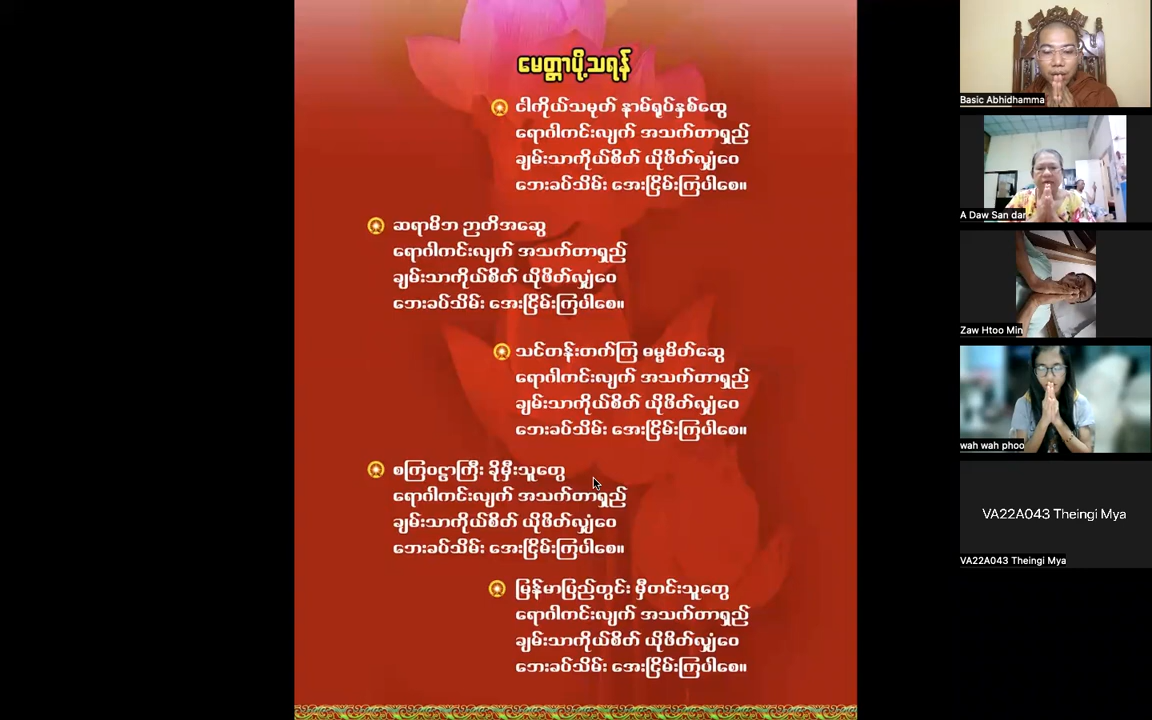 မေတ္တာပို့သရန်
ငါကိုယ်သမုတ် နာမ်ရုပ်နှစ်ထွေ
ရောဂါကင်းလျက် အသက်တာရှည်
ချမ်းသာကိုယ်စိတ် ယိုဖိတ်လျှံဝေ
ဘေးခပ်သိမ်း အေးငြိမ်းကြပါစေ။
ဆရာမိဘ ဉာတိအဆွေ
ရောဂါကင်းလျက် အသက်တာရှည်
ချမ်းသာကိုယ်စိတ် ယိုဖိတ်လျှံဝေ
ဘေးခပ်သိမ်း အေးငြိမ်းကြပါစေ။
သင်တန်းတက်ကြ ဓမ္မမိတ်ဆွေ
ရောဂါကင်းလျက် အသက်တာရှည်
ချမ်းသာကိုယ်စိတ် ယိုဖိတ်လျှံဝေ
ဘေးခပ်သိမ်း အေးငြိမ်းကြပါစေ။
စကြဝဠာကြီး ခိုမှီးသူတွေ
ရောဂါကင်းလျက် အသက်တာရှည်
ချမ်းသာကိုယ်စိတ် ယိုဖိတ်လျှံဝေ
ဘေးခပ်သိမ်း အေးငြိမ်းကြပါစေ။
မြန်မာပြည်တွင်း မှီတင်းသူတွေ
ရောဂါကင်းလျက် အသက်တာရှည်
ချမ်းသာကိုယ်စိတ် ယိုဖိတ်လျှံဝေ
ဘေးခပ်သိမ်း အေးငြိမ်းကြပါစေ။
Basic Abhidhamma
A Daw San dar
Zaw Htoo Min
wah wah phoo
VA22A043 Theingi Mya
VA22A043 Theingi Mya